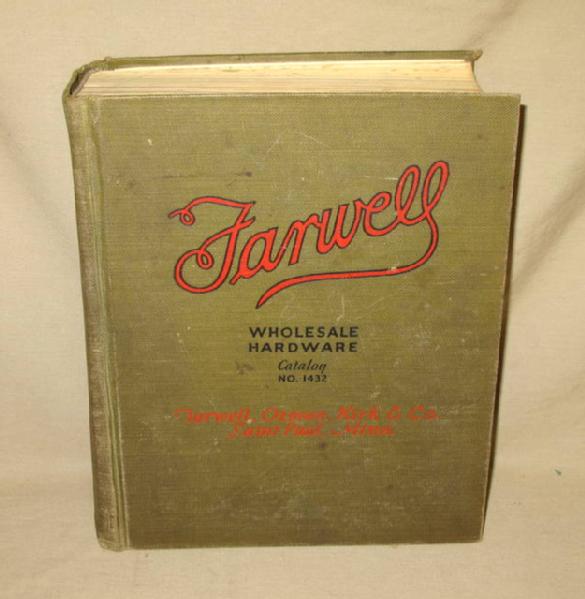 Farwell
WHOLESALE
HARDWARE
Catalog
NO. 1432
Farwell, Ozmun, Kirk & Co.
Saint Paul, Minn.